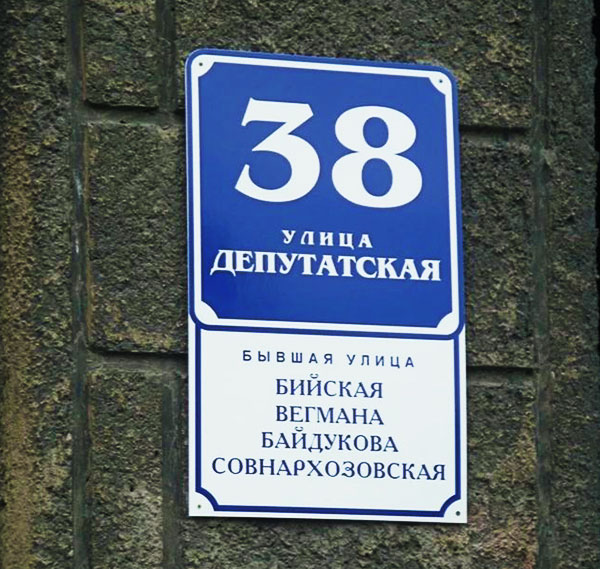 38
УЛИЦА
ДЕПУТАТСКАЯ
БЫВШАЯ УЛИЦА
БИЙСКАЯ
ВЕГМАНА
БАЙДУКОВА
СОВНАРХОЗОВСКАЯ